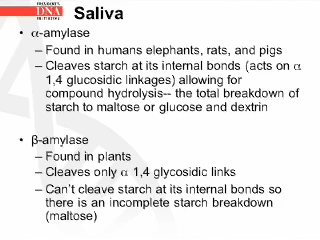 PRESIDENT'S
DNA
INITIATIVE
Saliva
• α-amylase
– Found in humans elephants, rats, and pigs
– Cleaves starch at its internal bonds (acts on α
1,4 glucosidic linkages) allowing for
compound hydrolysis-- the total breakdown of
starch to maltose or glucose and dextrin
• β-amylase
– Found in plants
– Cleaves only α 1,4 glycosidic links
– Can't cleave starch at its internal bonds so
there is an incomplete starch breakdown
(maltose)